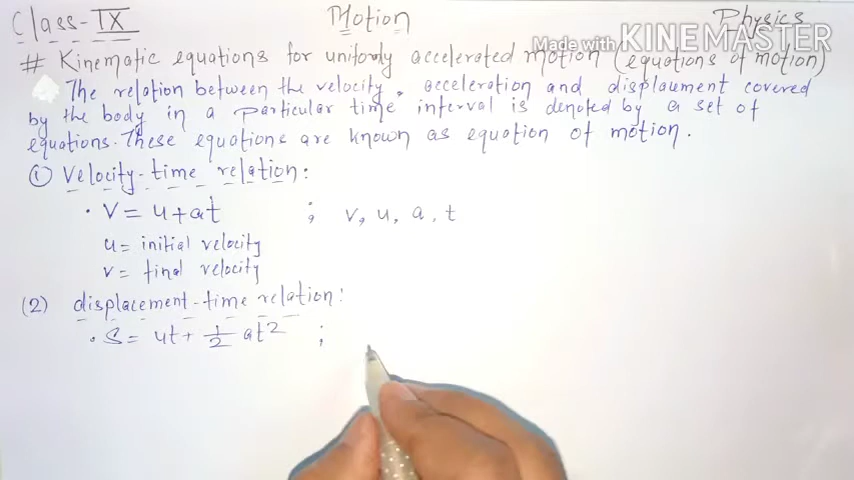 Class-IX Motion Physics
Made with KINEMASTER
# Kinematic equations for uniformly accelerated motion (equations of motion)
The relation between the velocity, acceleration and displacement covered
by the body in a particular time interval is denoted by a set of
equations. These equations are known as equation of motion.
① Velocity-time relation:
• V = u + at ; v, u, a, t
u = initial velocity
v = final velocity
(2) displacement-time relation:
• S = ut + 1/2 at² ;